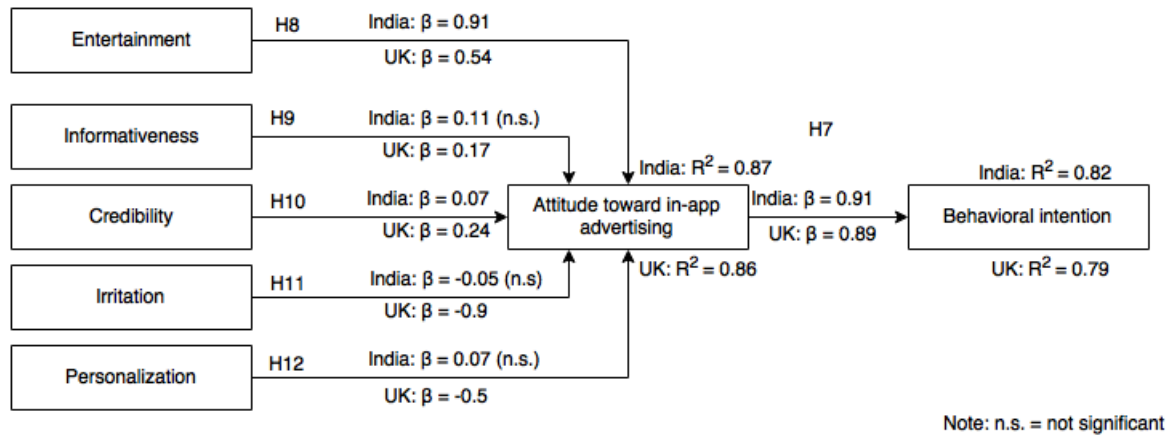 Entertainment
H8
India: β = 0.91
UK: β = 0.54
Informativeness
H9
India: β = 0.11 (n.s.)
UK: β = 0.17
H7
Credibility
H10
India: β = 0.07
UK: β = 0.24
India: R² = 0.87
Attitude toward in-app
advertising
UK: R² = 0.86
India: β = 0.91
UK: β = 0.89
India: R² = 0.82
Behavioral intention
UK: R² = 0.79
Irritation
H11
India: β = -0.05 (n.s)
UK: β = -0.9
Personalization
H12
India: β = 0.07 (n.s.)
UK: β = -0.5
Note: n.s. = not significant